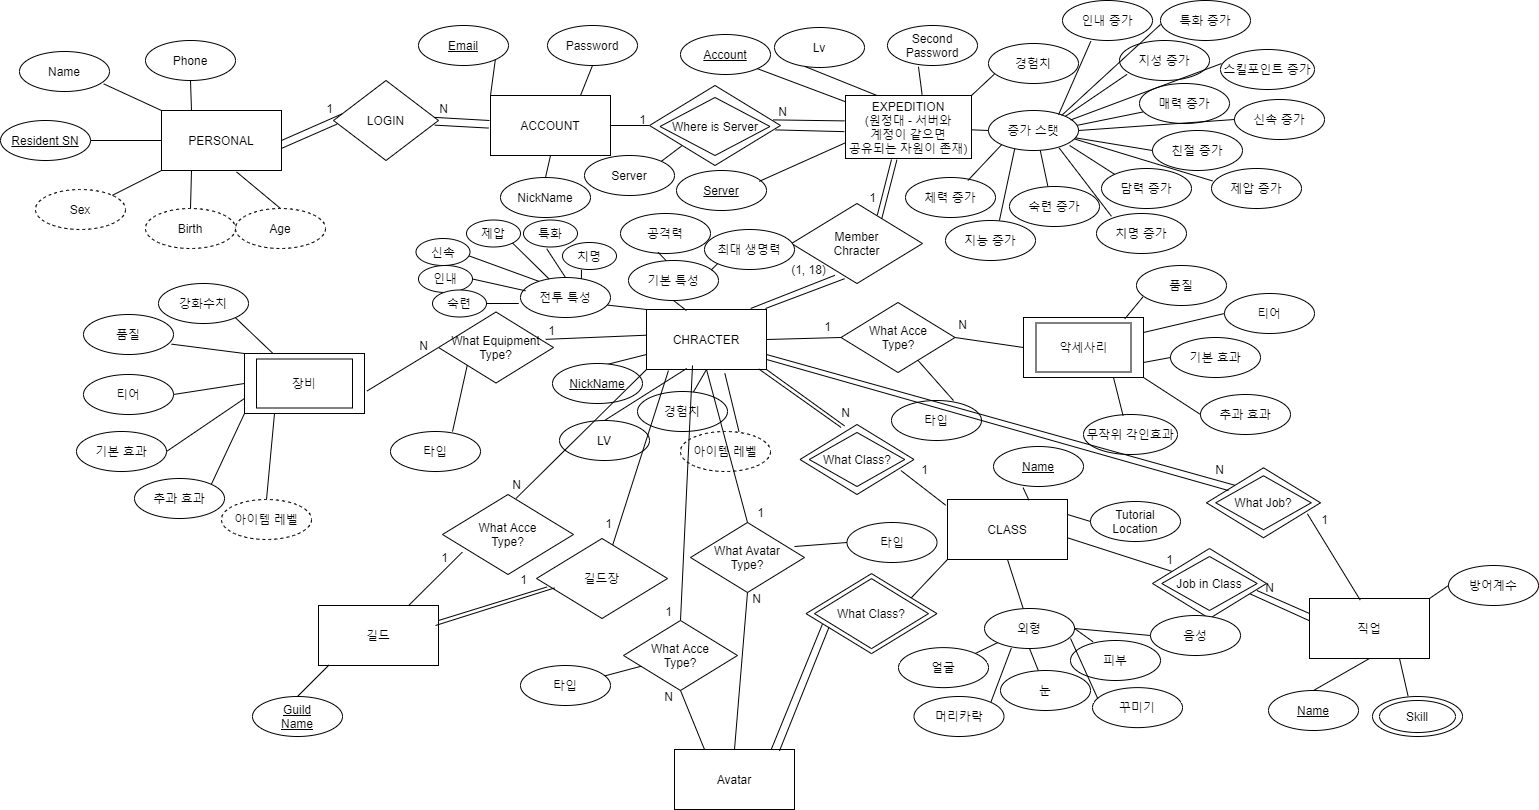 인내 증가
특화 증가
Email
Password
Account
Lv
Second
Password
Name
Phone
경험치
지성 증가
스킬포인트 증가
매력 증가
1
LOGIN
N
1
N
Where is Server
EXPEDITION
(원정대 - 서버와
계정이 같으면
공유되는 자원이 존재)
신속 증가
PERSONAL
ACCOUNT
증가 스탯
Resident SN
친절 증가
Server
Server
체력 증가
담력 증가
제압 증가
숙련 증가
NickName
1
Sex
Birth
Age
제압
특화
공격력
Member
Chracter
지능 증가
치명 증가
신속
치명
최대 생명력
인내
기본 특성
(1, 18)
품질
강화수치
숙련
전투 특성
티어
품질
What Equipment
Type?
N
1
CHRACTER
1
What Acce
Type?
N
악세사리
기본 효과
장비
NickName
티어
경험치
N
타입
추과 효과
무작위 각인효과
기본 효과
타입
LV
아이템 레벨
What Class?
1
Name
N
추과 효과
N
What Job?
아이템 레벨
1
1
What Acce
Type?
1
CLASS
Tutorial
Location
1
1
타입
What Avatar
Type?
1
1
길드장
Job in Class
N
방어계수
N
1
What Class?
길드
외형
음성
직업
What Acce
Type?
얼굴
피부
타입
N
눈
Guild
Name
머리카락
꾸미기
Name
Skill
Avatar